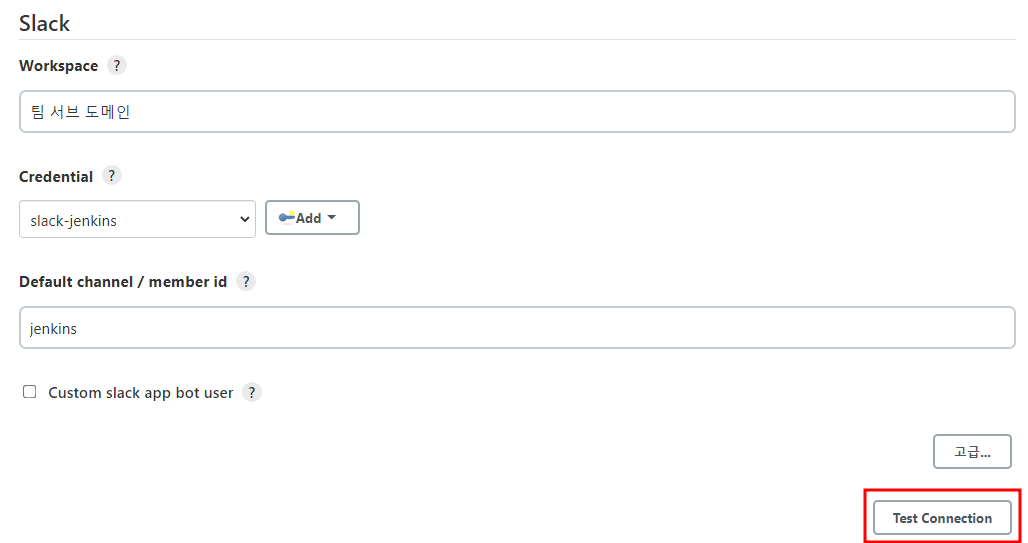 Slack
Workspace ?
팀 서브 도메인
Credential ?
slack-jenkins Add
Default channel / member id ?
jenkins
Custom slack app bot user ?
고급...
Test Connection